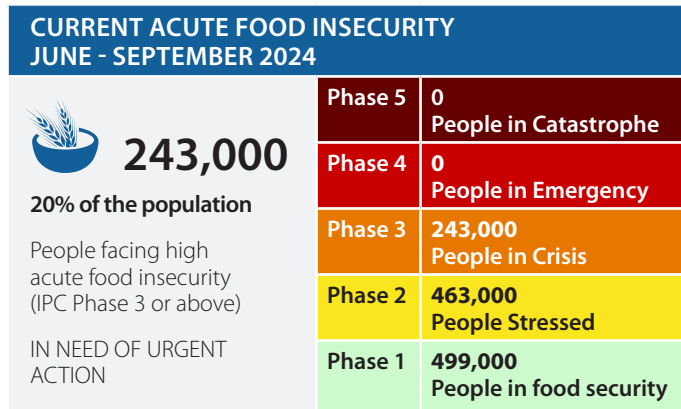 CURRENT ACUTE FOOD INSECURITY
JUNE - SEPTEMBER 2024
243,000
20% of the population
People facing high
acute food insecurity
(IPC Phase 3 or above)
IN NEED OF URGENT
ACTION
Phase 5
0
People in Catastrophe
Phase 4
0
People in Emergency
Phase 3
243,000
People in Crisis
Phase 2
463,000
People Stressed
Phase 1
499,000
People in food security